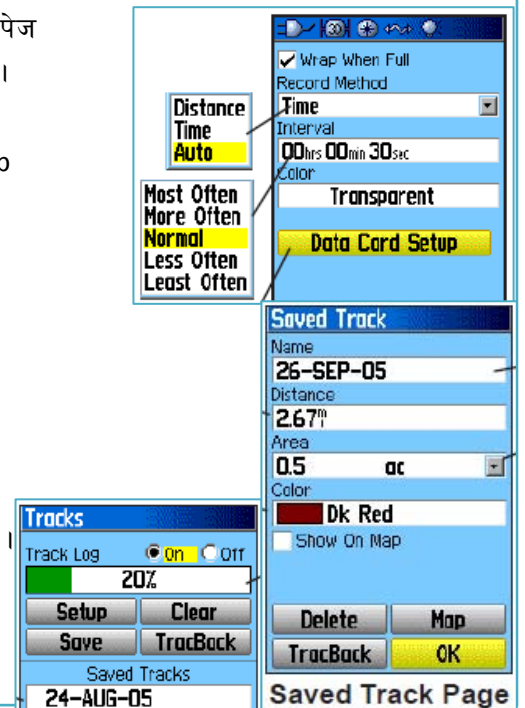 पेज
।
p
Wrap When Full
Record Method
Time
Interval
00hrs 00min 30sec
Color
Transparent
Data Card Setup
Distance
Time
Auto
Most Often
More Often
Normal
Less Often
Least Often
Saved Track
Name
26-SEP-05
Distance
2.67
Area
0.5 ac
Color
Dk Red
Show On Map
Delete Map
TracBack OK
Saved Track Page
।
Tracks
Track Log On Off
20%
Setup Clear
Save TracBack
Saved Tracks
24-AUG-05